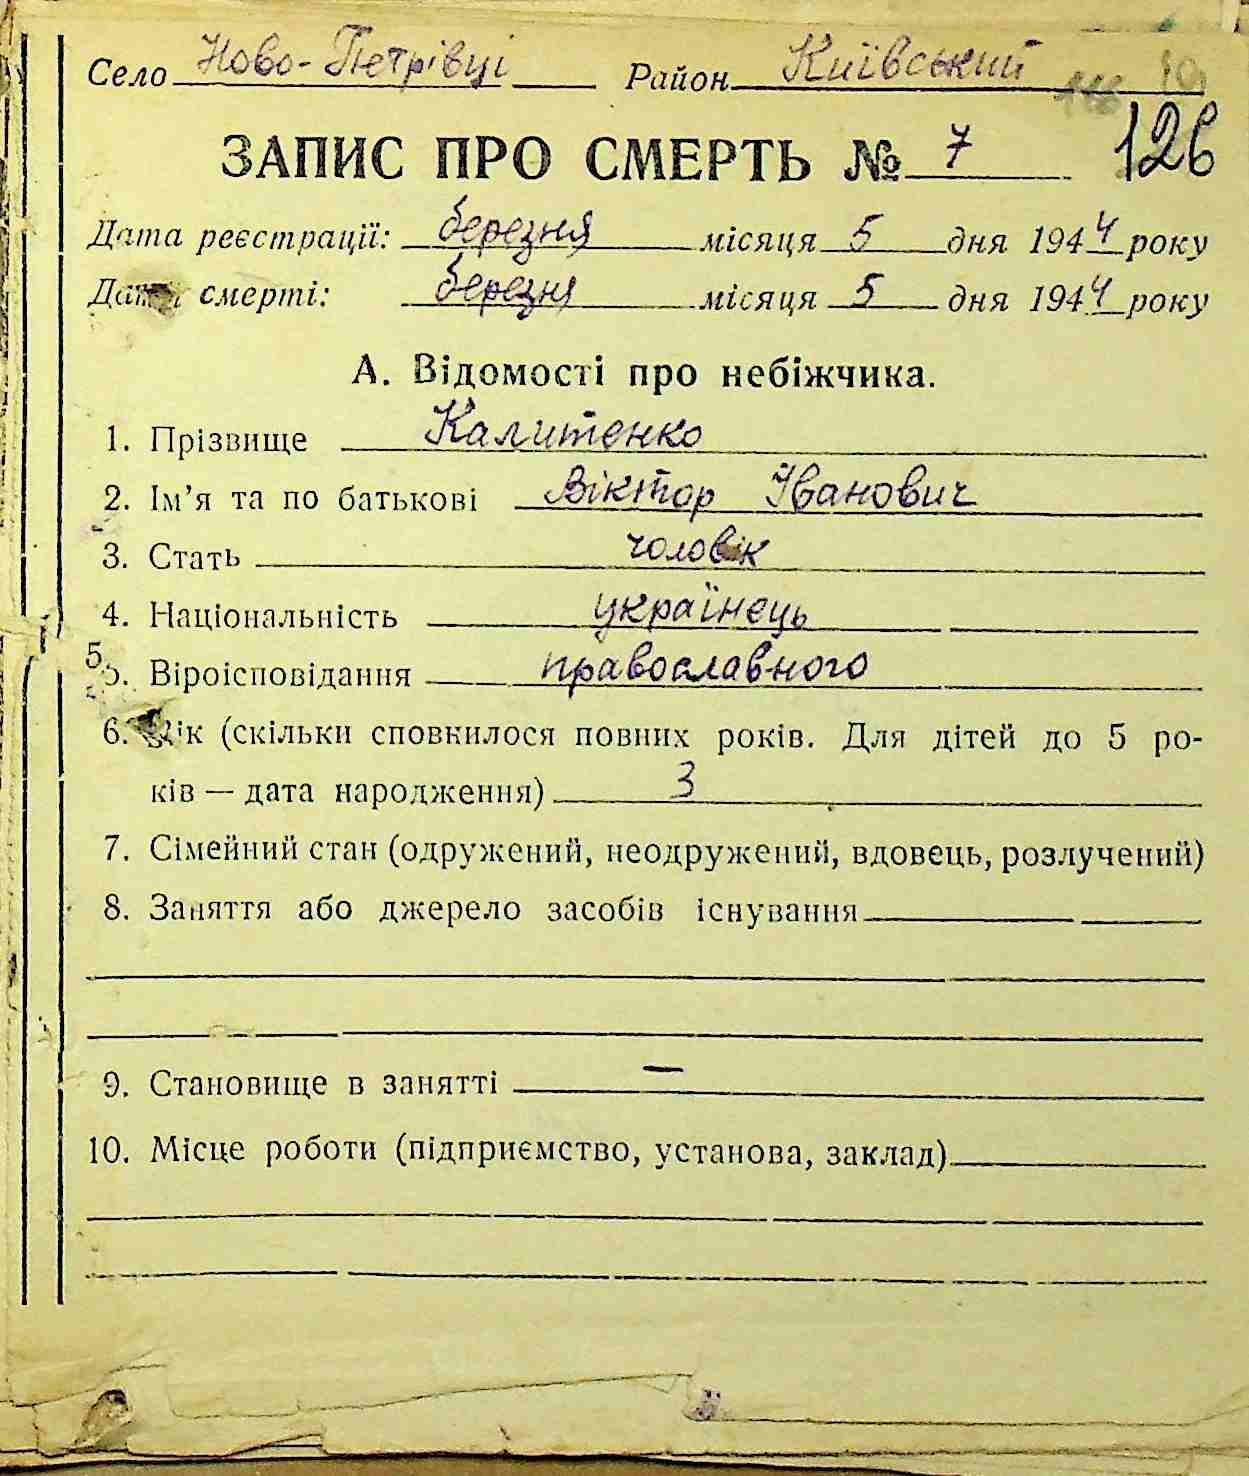 Село Ново-Петрівці Район Київський
126
ЗАПИС ПРО СМЕРТЬ № 7
Дата реєстрації: березня місяця 5 дня 1944 року
Дата смерті: березня місяця 5 дня 1944 року
А. Відомості про небіжчика.
1. Прізвище Калитенко
2. Ім'я та по батькові Віктор Іванович
3. Стать чоловік
4. Національність українець
5. Віроісповідання православного
6. Вік (скільки сповнилося повних років. Для дітей до 5 ро-
ків — дата народження) 3
7. Сімейний стан (одружений, неодружений, вдовець, розлучений)
8. Заняття або джерело засобів існування
9. Становище в занятті —
10. Місце роботи (підприємство, установа, заклад)